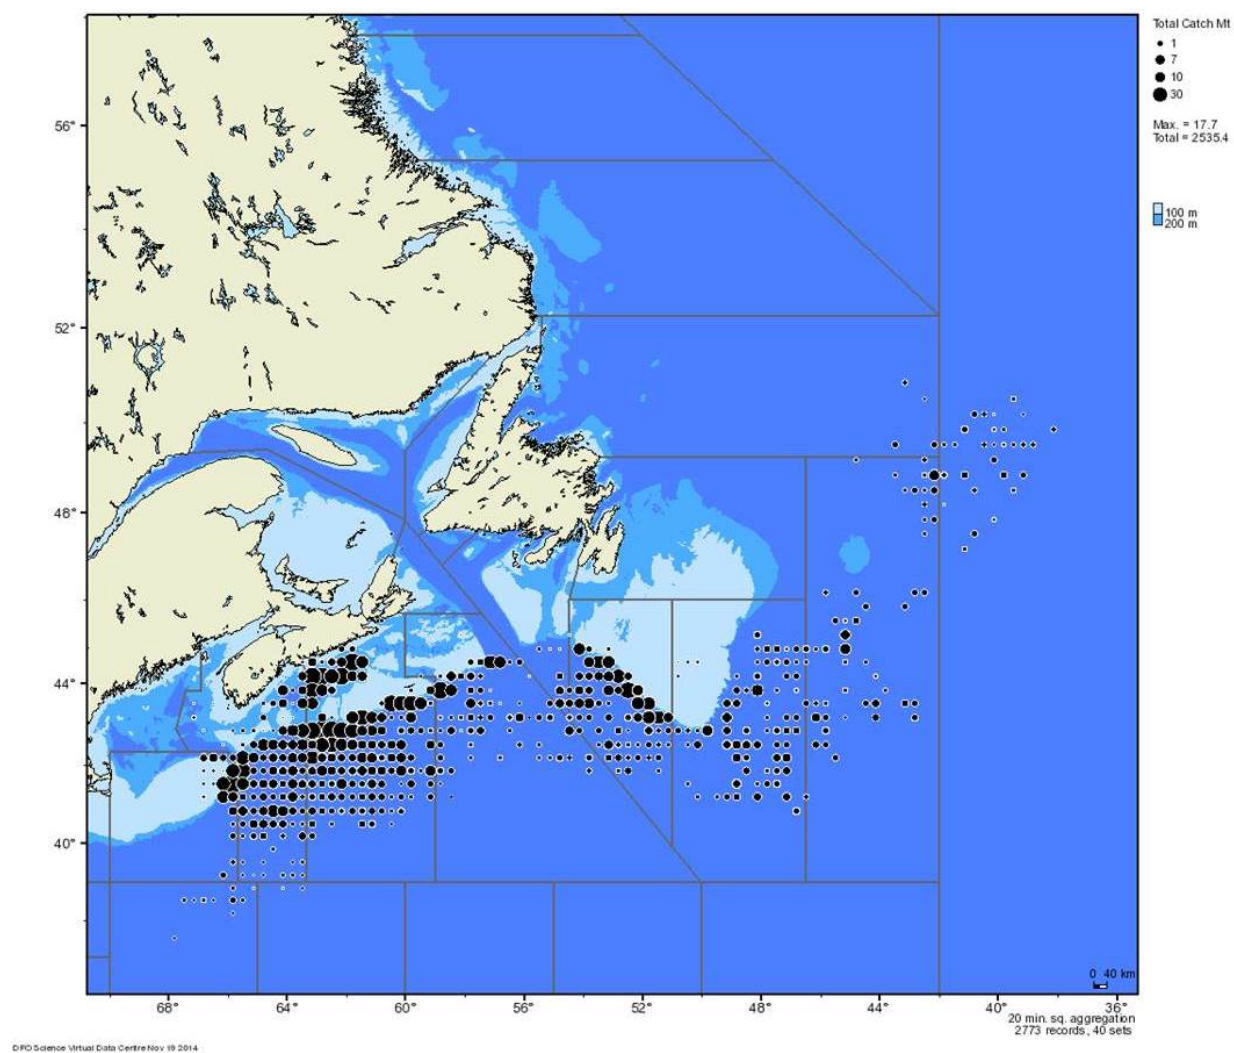 Total Catch Mt
1
7
10
30
Max. = 17.7
Total = 2535.4
100 m
200 m
56°
52°
48°
44°
40°
0 40 km
68° 64° 60° 56° 52° 48° 44° 40° 36°
20 min. sq. aggregation
2773 records, 40 sets
DFO Science Virtual Data Centre Nov 19 2014